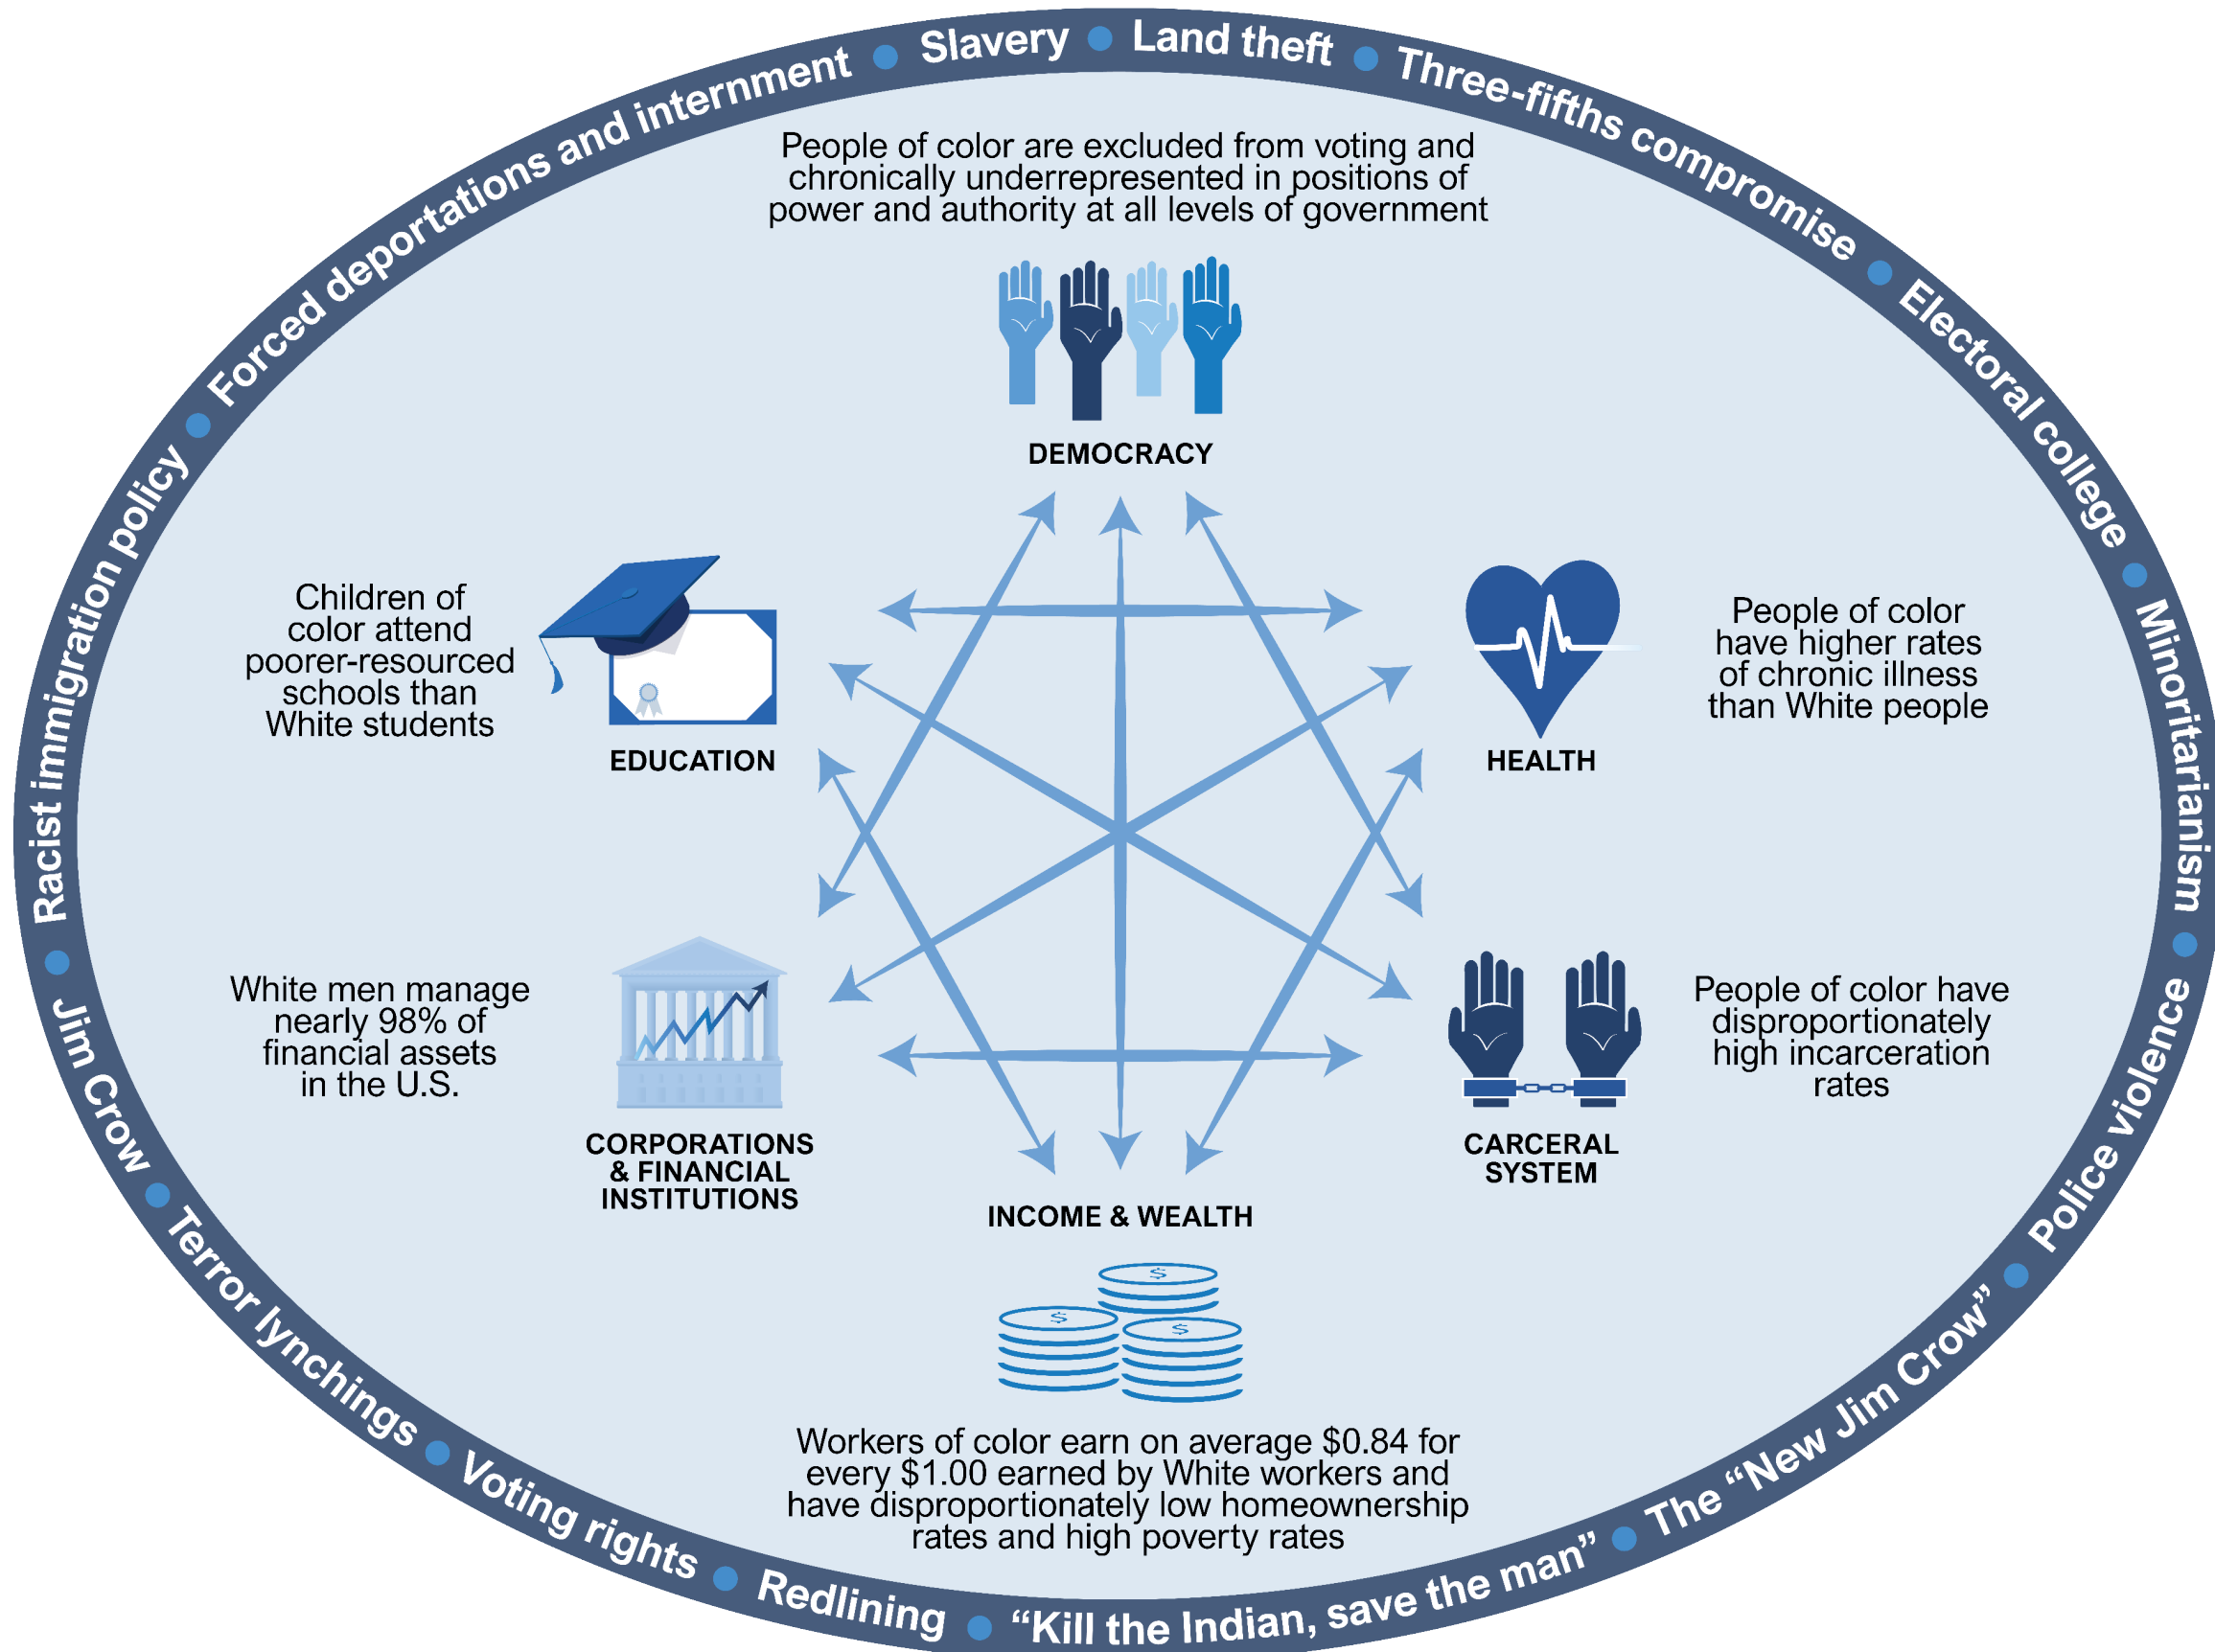 Slavery
Land theft
Three-fifths compromise
Electoral college
Minoritarianism
Police violence
The “New Jim Crow”
“Kill the Indian, save the man”
Redlining
Voting rights
Terror lynchings
Jim Crow
Racist immigration policy
Forced deportations and internment
People of color are excluded from voting and
chronically underrepresented in positions of
power and authority at all levels of government
DEMOCRACY
Children of
color attend
poorer-resourced
schools than
White students
EDUCATION
People of color
have higher rates
of chronic illness
than White people
HEALTH
White men manage
nearly 98% of
financial assets
in the U.S.
CORPORATIONS
& FINANCIAL
INSTITUTIONS
People of color have
disproportionately
high incarceration
rates
CARCERAL
SYSTEM
INCOME & WEALTH
$
$
$
Workers of color earn on average $0.84 for
every $1.00 earned by White workers and
have disproportionately low homeownership
rates and high poverty rates